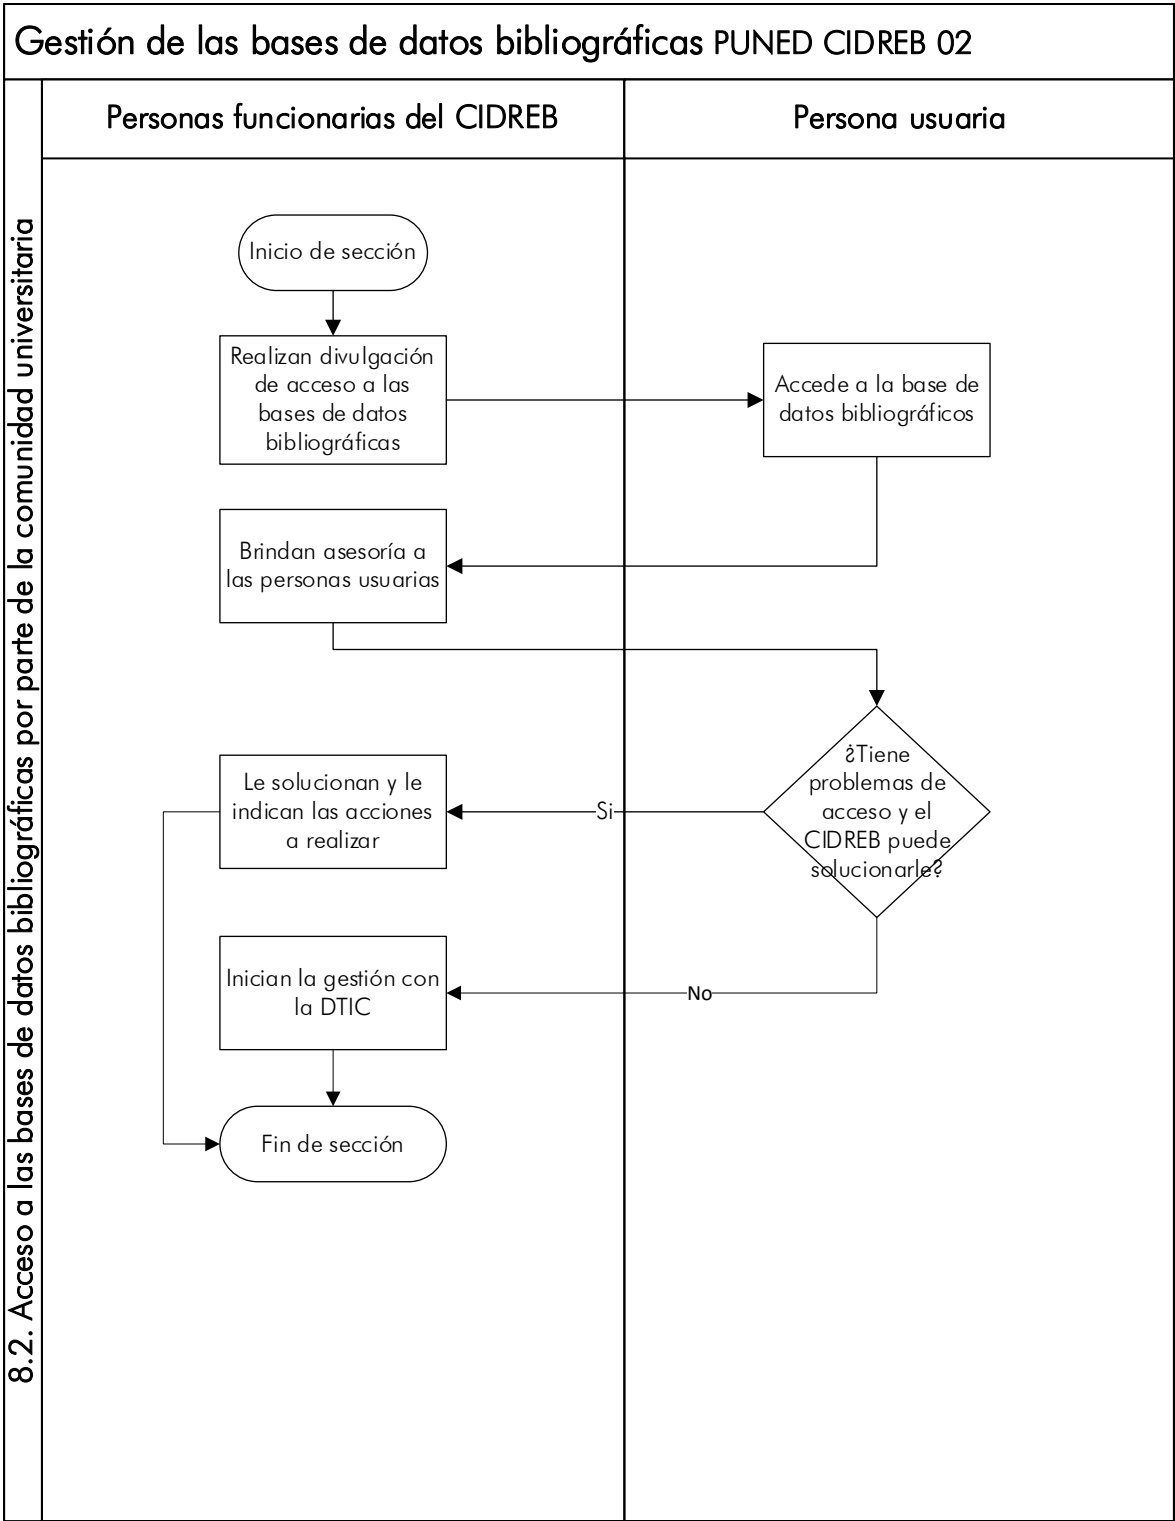 Gestión de las bases de datos bibliográficas PUNED CIDREB 02
8.2. Acceso a las bases de datos bibliográficas por parte de la comunidad universitaria
Personas funcionarias del CIDREB
Persona usuaria
Inicio de sección
Realizan divulgación
de acceso a las
bases de datos
bibliográficas
Accede a la base de
datos bibliográficos
Brindan asesoría a
las personas usuarias
¿Tiene
problemas de
acceso y el
CIDREB puede
solucionarle?
Si
Le solucionan y le
indican las acciones
a realizar
No
Inician la gestión con
la DTIC
Fin de sección